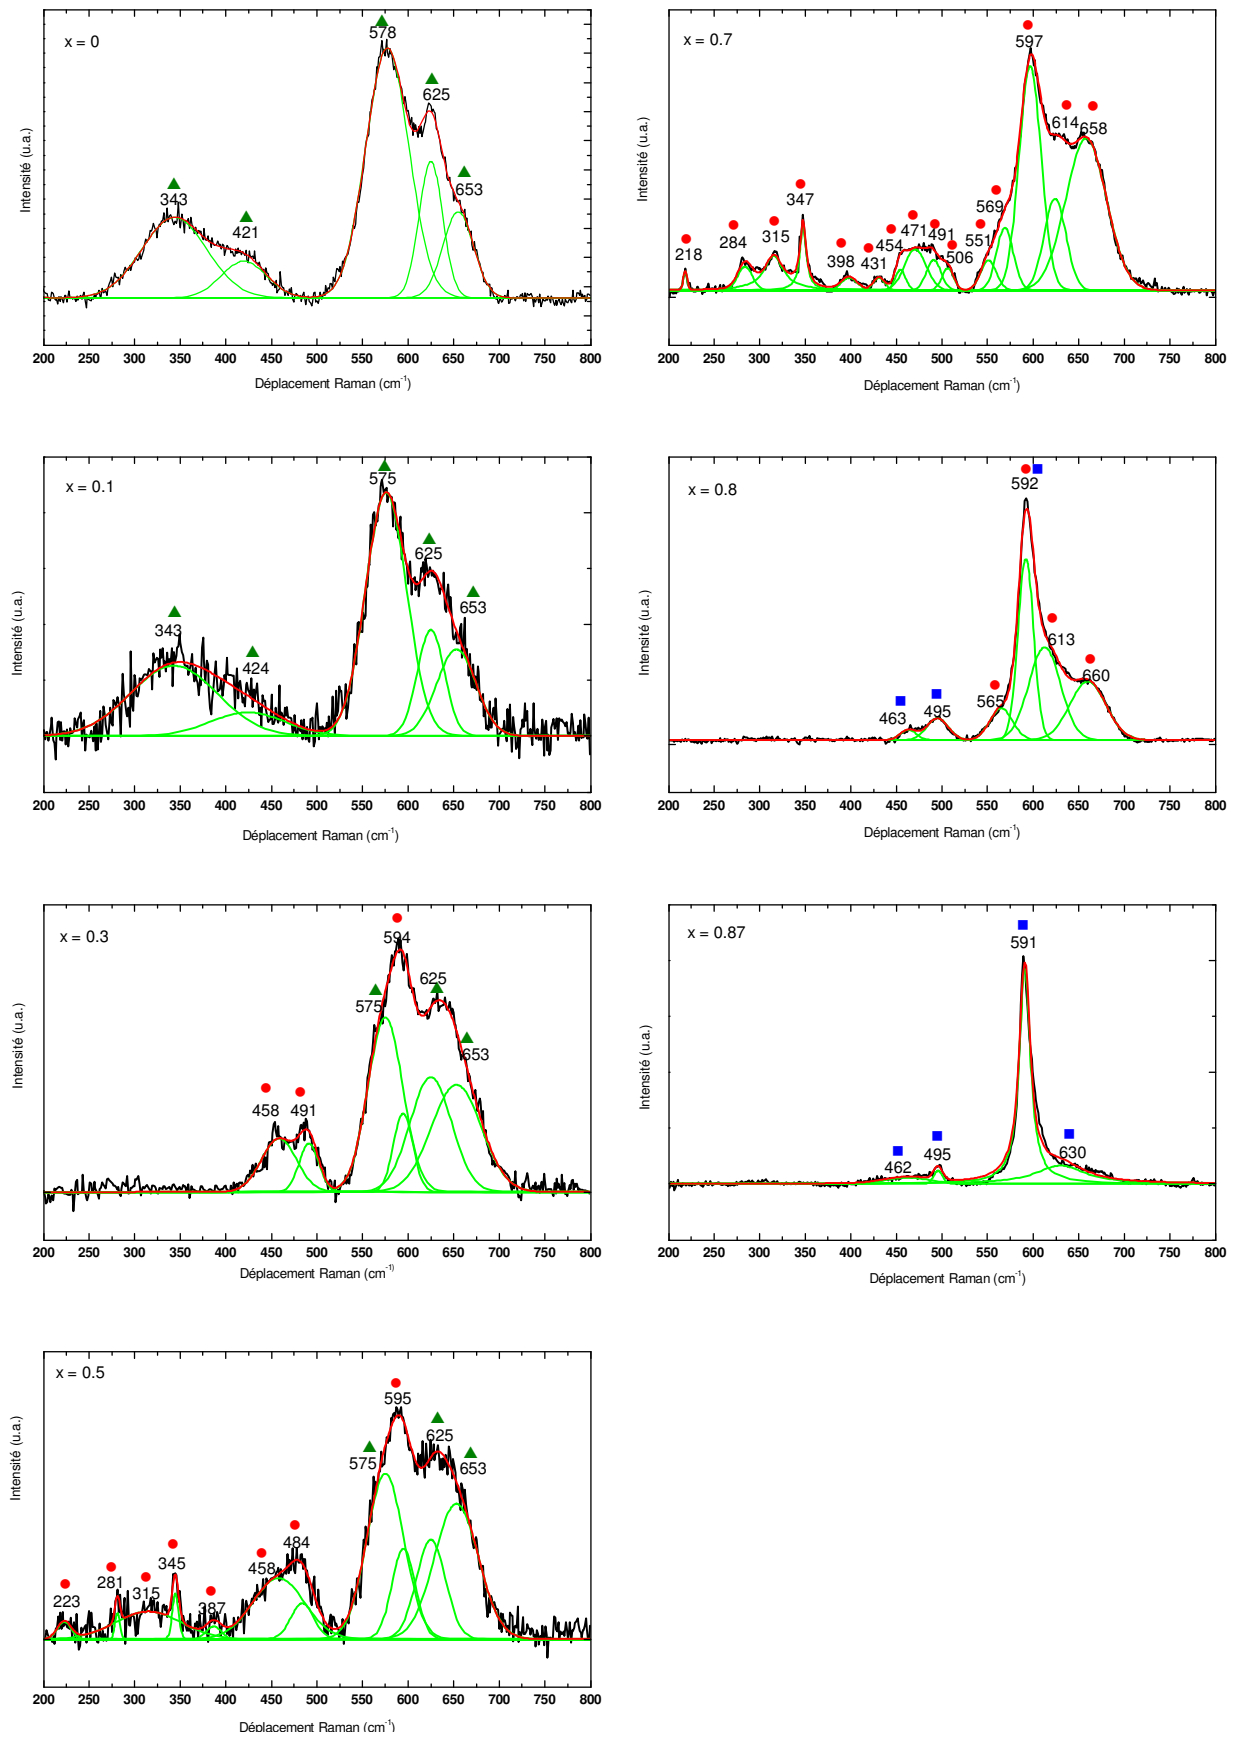 x = 0
578
625
653
343
421
Intensité (u.a.)
200 250 300 350 400 450 500 550 600 650 700 750 800
Déplacement Raman (cm-1)
x = 0.7
597
614 658
569
551
347
218
284
315
398
431
454
471
491
506
Intensité (u.a.)
200 250 300 350 400 450 500 550 600 650 700 750 800
Déplacement Raman (cm-1)
x = 0.1
575
625
653
343
424
Intensité (u.a.)
200 250 300 350 400 450 500 550 600 650 700 750 800
Déplacement Raman (cm-1)
x = 0.8
592
613
660
565
463
495
Intensité (u.a.)
200 250 300 350 400 450 500 550 600 650 700 750 800
Déplacement Raman (cm-1)
x = 0.3
594
625
575
653
458 491
Intensité (u.a.)
200 250 300 350 400 450 500 550 600 650 700 750 800
Déplacement Raman (cm-1)
x = 0.87
591
462
495
630
Intensité (u.a.)
200 250 300 350 400 450 500 550 600 650 700 750 800
Déplacement Raman (cm-1)
x = 0.5
595
625
575
653
484
458
345
223
281
315
387
Intensité (u.a.)
200 250 300 350 400 450 500 550 600 650 700 750 800
Déplacement Raman (cm-1)